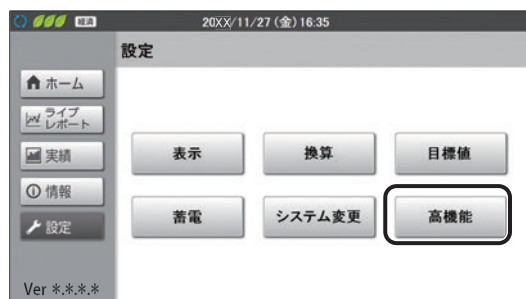 経済 20XX/11/27 (金) 16:35
設定
ホーム
ライブ
レポート
実績
情報
設定
表示 換算 目標値
蓄電 システム変更 高機能
Ver *.*.*.*